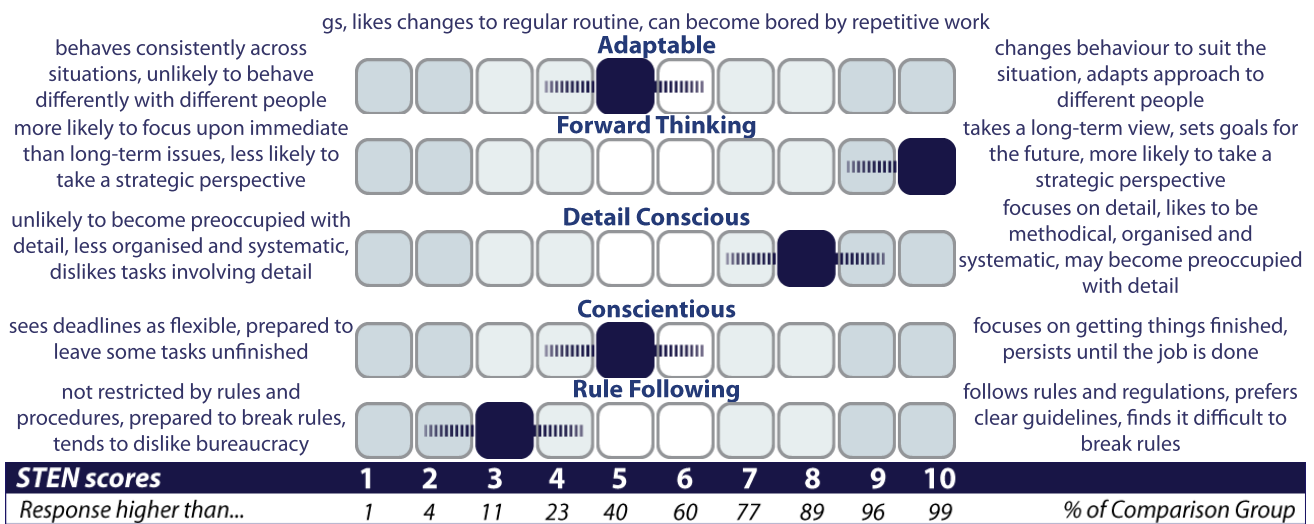 gs, likes changes to regular routine, can become bored by repetitive work
Adaptable
behaves consistently across
situations, unlikely to behave
differently with different people
changes behaviour to suit the
situation, adapts approach to
different people
Forward Thinking
more likely to focus upon immediate
than long-term issues, less likely to
take a strategic perspective
takes a long-term view, sets goals for
the future, more likely to take a
strategic perspective
Detail Conscious
unlikely to become preoccupied with
detail, less organised and systematic,
dislikes tasks involving detail
focuses on detail, likes to be
methodical, organised and
systematic, may become preoccupied
with detail
Conscientious
sees deadlines as flexible, prepared to
leave some tasks unfinished
focuses on getting things finished,
persists until the job is done
Rule Following
not restricted by rules and
procedures, prepared to break rules,
tends to dislike bureaucracy
follows rules and regulations, prefers
clear guidelines, finds it difficult to
break rules
STEN scores 1 2 3 4 5 6 7 8 9 10
Response higher than... 1 4 11 23 40 60 77 89 96 99 % of Comparison Group